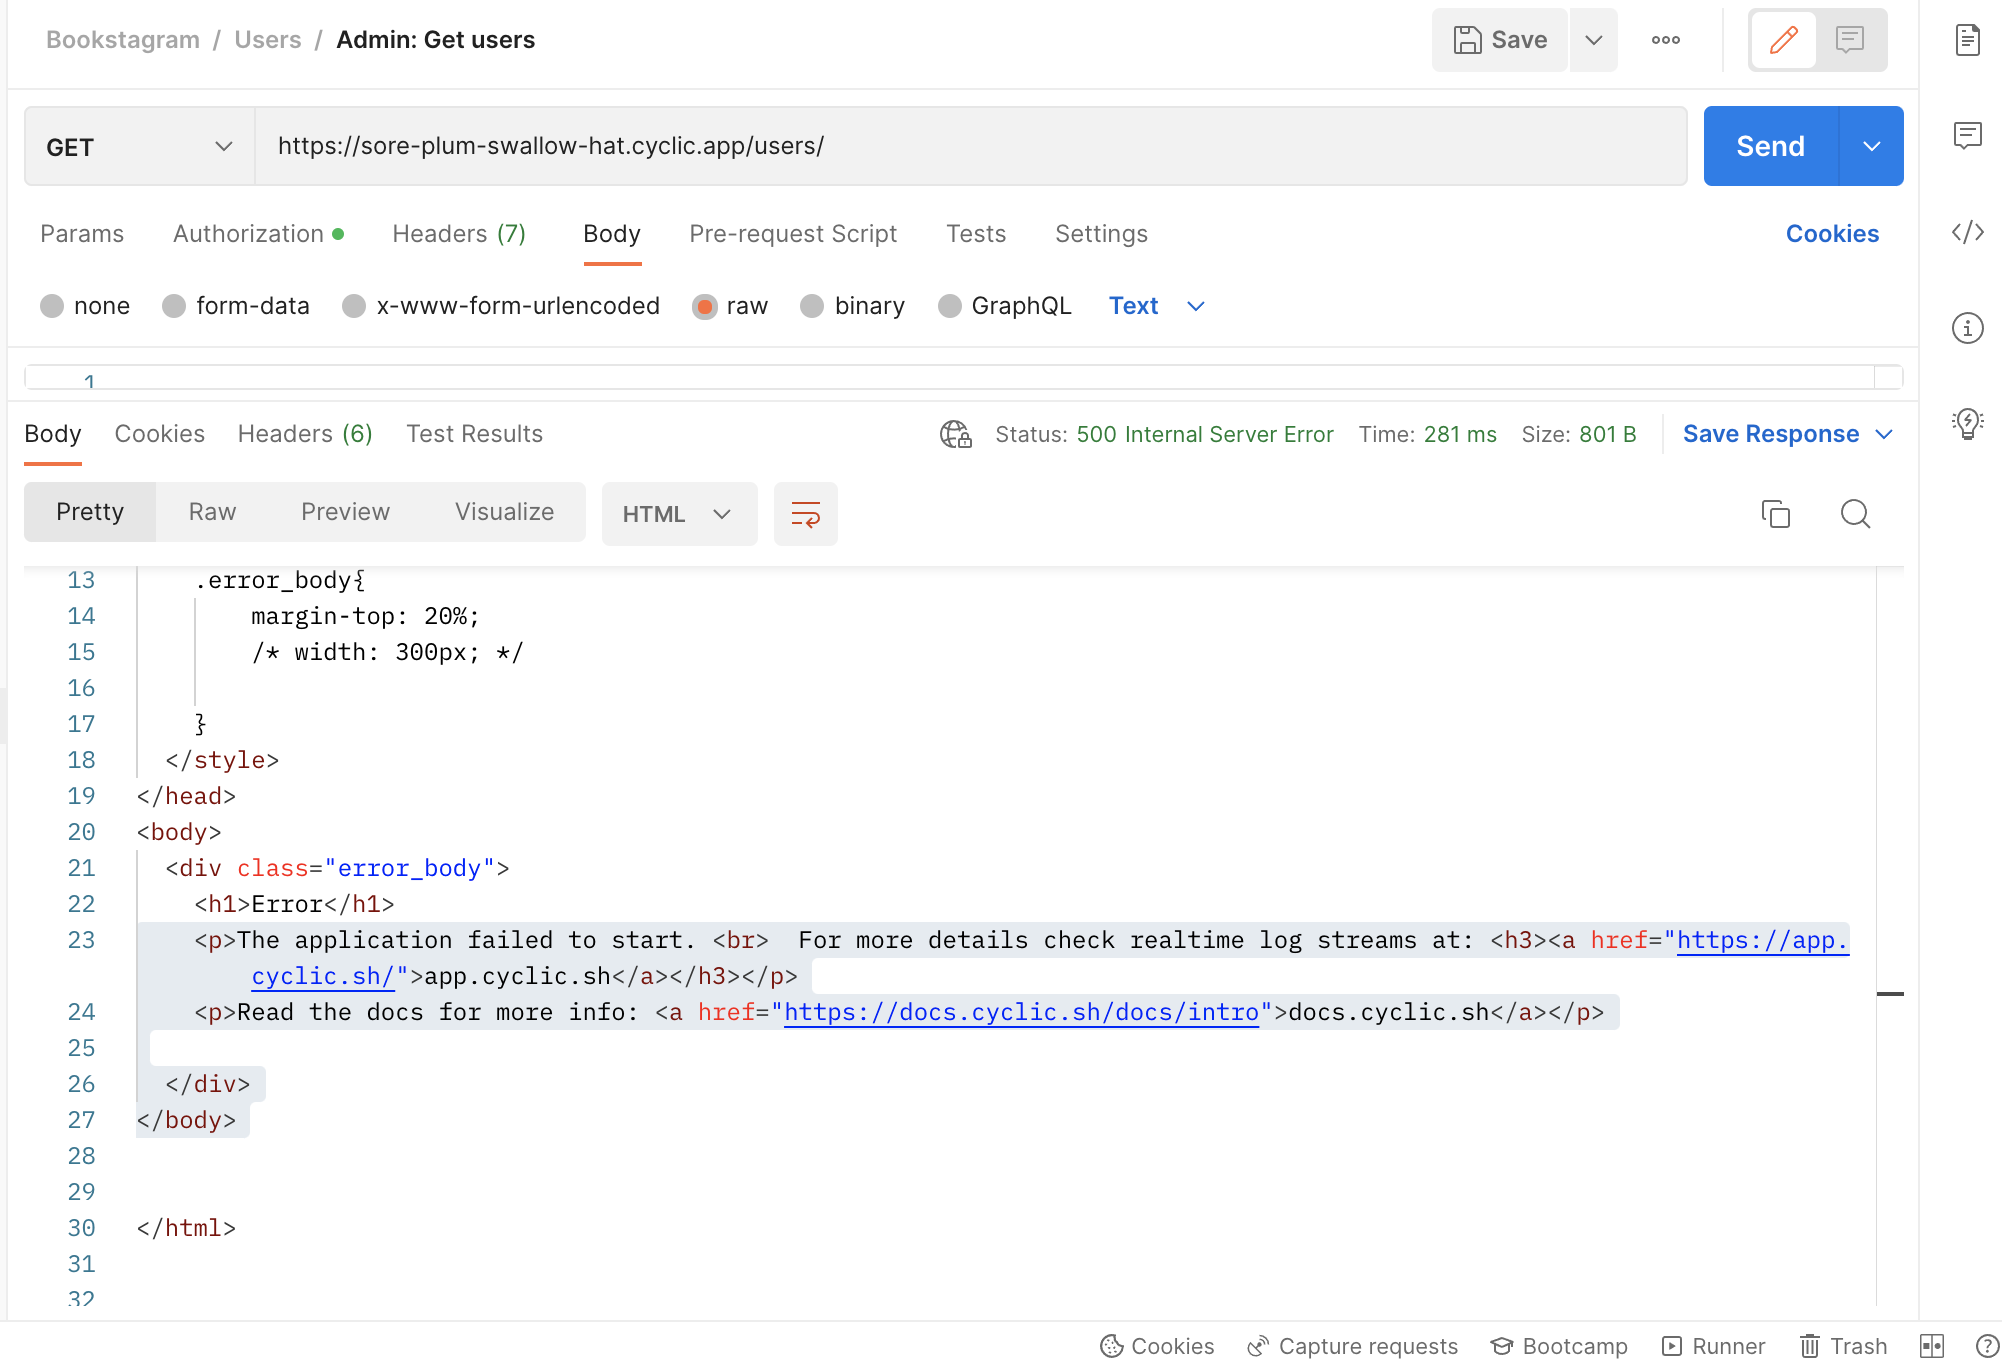 Bookstagram / Users / Admin: Get users
Save
GET
https://sore-plum-swallow-hat.cyclic.app/users/
Send
Params Authorization Headers (7) Body Pre-request Script Tests Settings Cookies
none form-data x-www-form-urlencoded raw binary GraphQL Text
1
Body Cookies Headers (6) Test Results Status: 500 Internal Server Error Time: 281 ms Size: 801 B Save Response
Pretty Raw Preview Visualize HTML
13 .error_body{
14 margin-top: 20%;
15 /* width: 300px; */
16
17 }
18 </style>
19 </head>
20 <body>
21 <div class="error_body">
22 <h1>Error</h1>
23 <p>The application failed to start. <br>  For more details check realtime log streams at: <h3><a href="https://app.
cyclic.sh/">app.cyclic.sh</a></h3></p>
24 <p>Read the docs for more info: <a href="https://docs.cyclic.sh/docs/intro">docs.cyclic.sh</a></p>
25
26 </div>
27 </body>
28
29
30 </html>
31
32
Cookies Capture requests Bootcamp Runner Trash